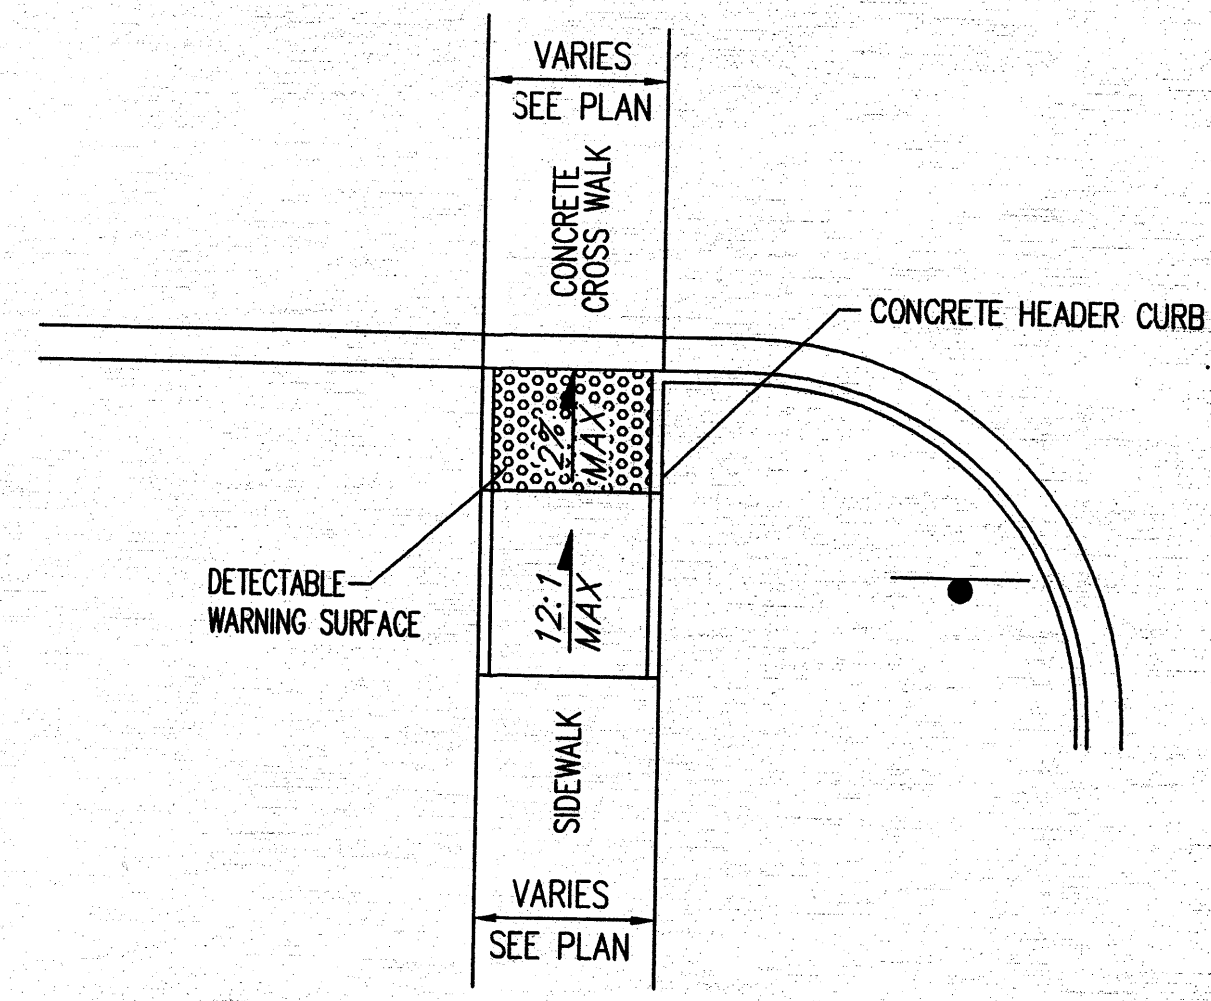 VARIES
SEE PLAN
CONCRETE
CROSS WALK
CONCRETE HEADER CURB
2%
MAX
DETECTABLE
WARNING SURFACE
12:1
MAX
SIDEWALK
VARIES
SEE PLAN